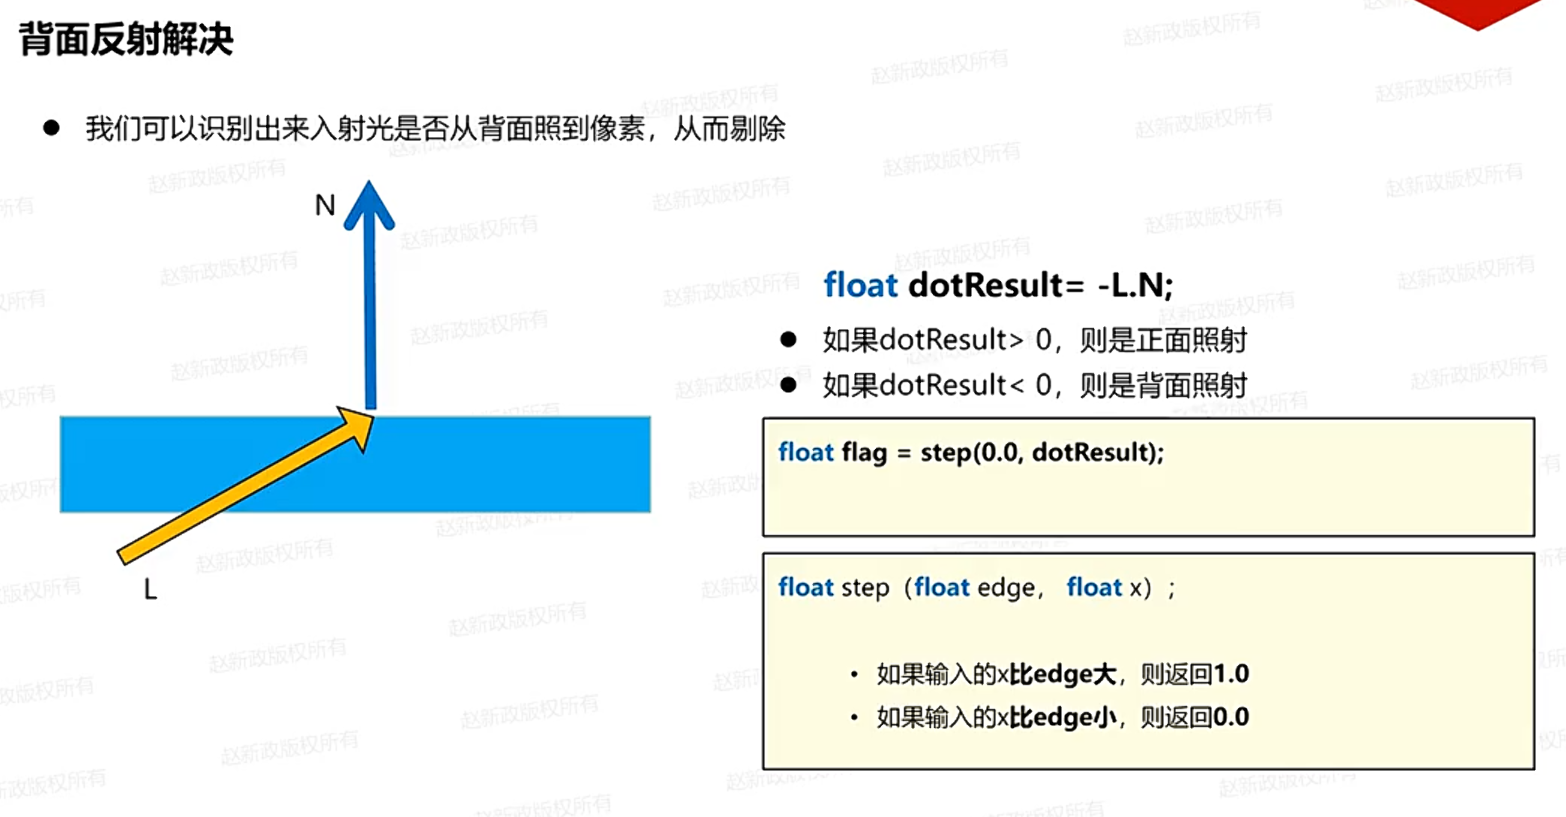 背面反射解决
● 我们可以识别出来入射光是否从背面照到像素，从而剔除
N
L
float dotResult= -L.N;
● 如果dotResult> 0，则是正面照射
● 如果dotResult< 0，则是背面照射
float flag = step(0.0, dotResult);
float step（float edge， float x）;
• 如果输入的x比edge大，则返回1.0
• 如果输入的x比edge小，则返回0.0
赵新政版权所有